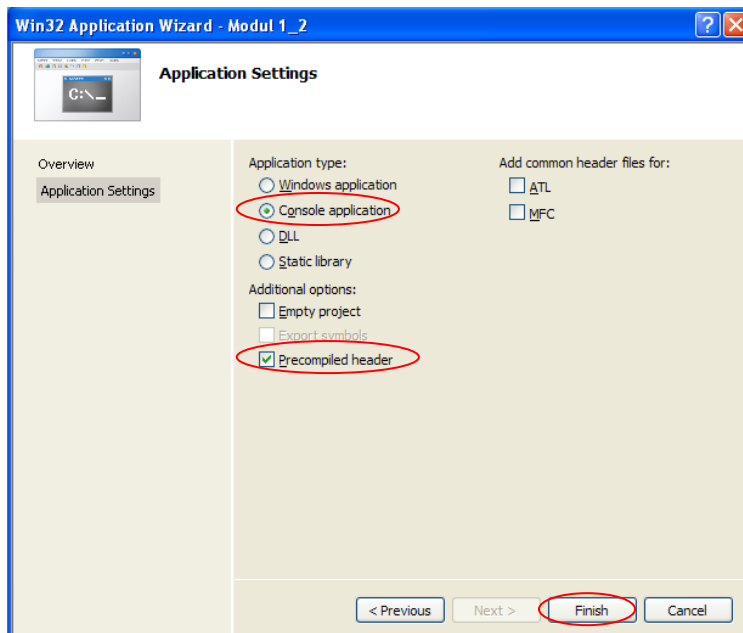 Win32 Application Wizard - Modul 1_2
C:\_
Application Settings
Overview
Application Settings
Application type:
Windows application
Console application
DLL
Static library
Additional options:
Empty project
Export symbols
Precompiled header
Add common header files for:
ATL
MFC
< Previous
Next >
Finish
Cancel